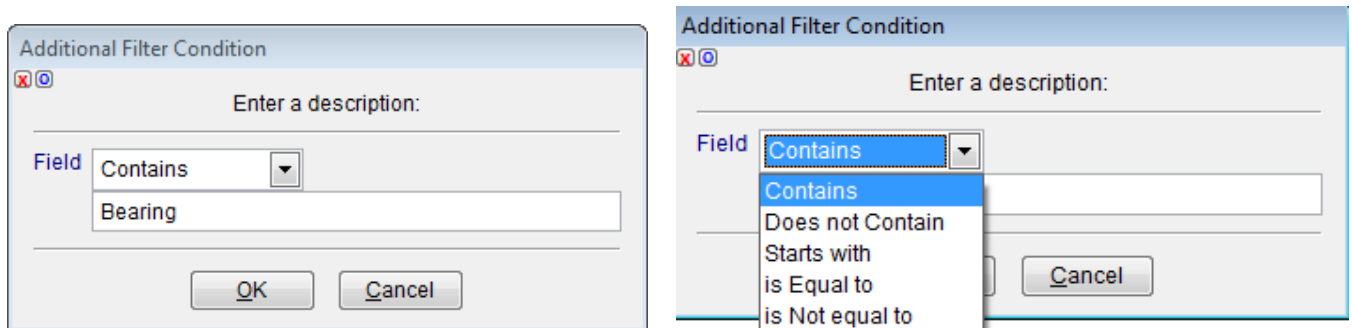 Additional Filter Condition
X O
Enter a description:
Field Contains
Bearing
OK Cancel
Additional Filter Condition
X O
Enter a description:
Field Contains
Contains
Does not Contain
Starts with
is Equal to
Cancel
is Not equal to